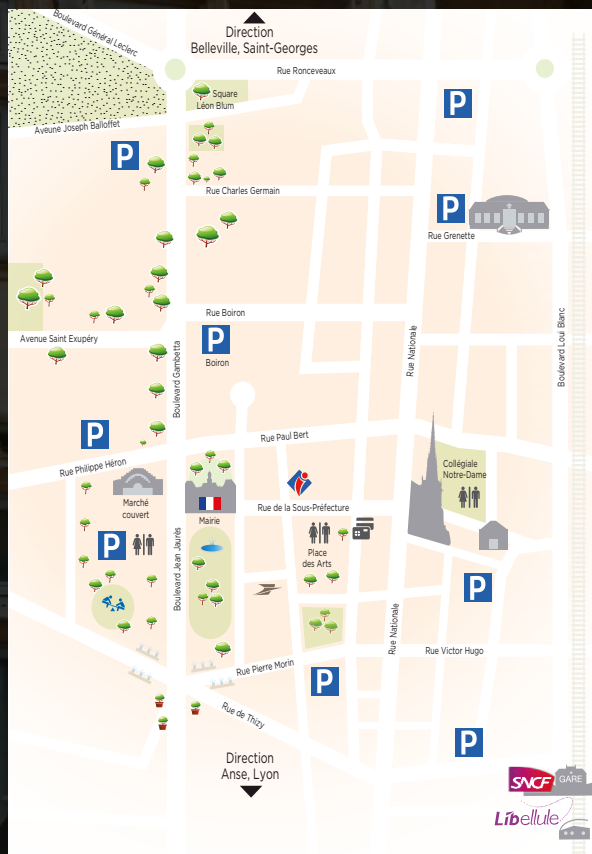 Boulevard Général Leclerc
Direction
Belleville, Saint-Georges
Rue Ronceveaux
Square
Léon Blum
P
Aveune Joseph Balloffet
P
Rue Charles Germain
P
Rue Grenette
Rue Boiron
P
Boiron
Avenue Saint Exupéry
Boulevard Gambetta
Rue Nationale
Boulevard Loui Blanc
P
Rue Paul Bert
Rue Philippe Héron
Collégiale
Notre-Dame
Marché
couvert
Mairie
Rue de la Sous-Préfecture
P
Place
des Arts
Boulevard Jean Jaurès
P
Rue Nationale
Rue Victor Hugo
Rue Pierre Morin
P
Rue de Thizy
P
Direction
Anse, Lyon
SNCF
GARE
Libellule